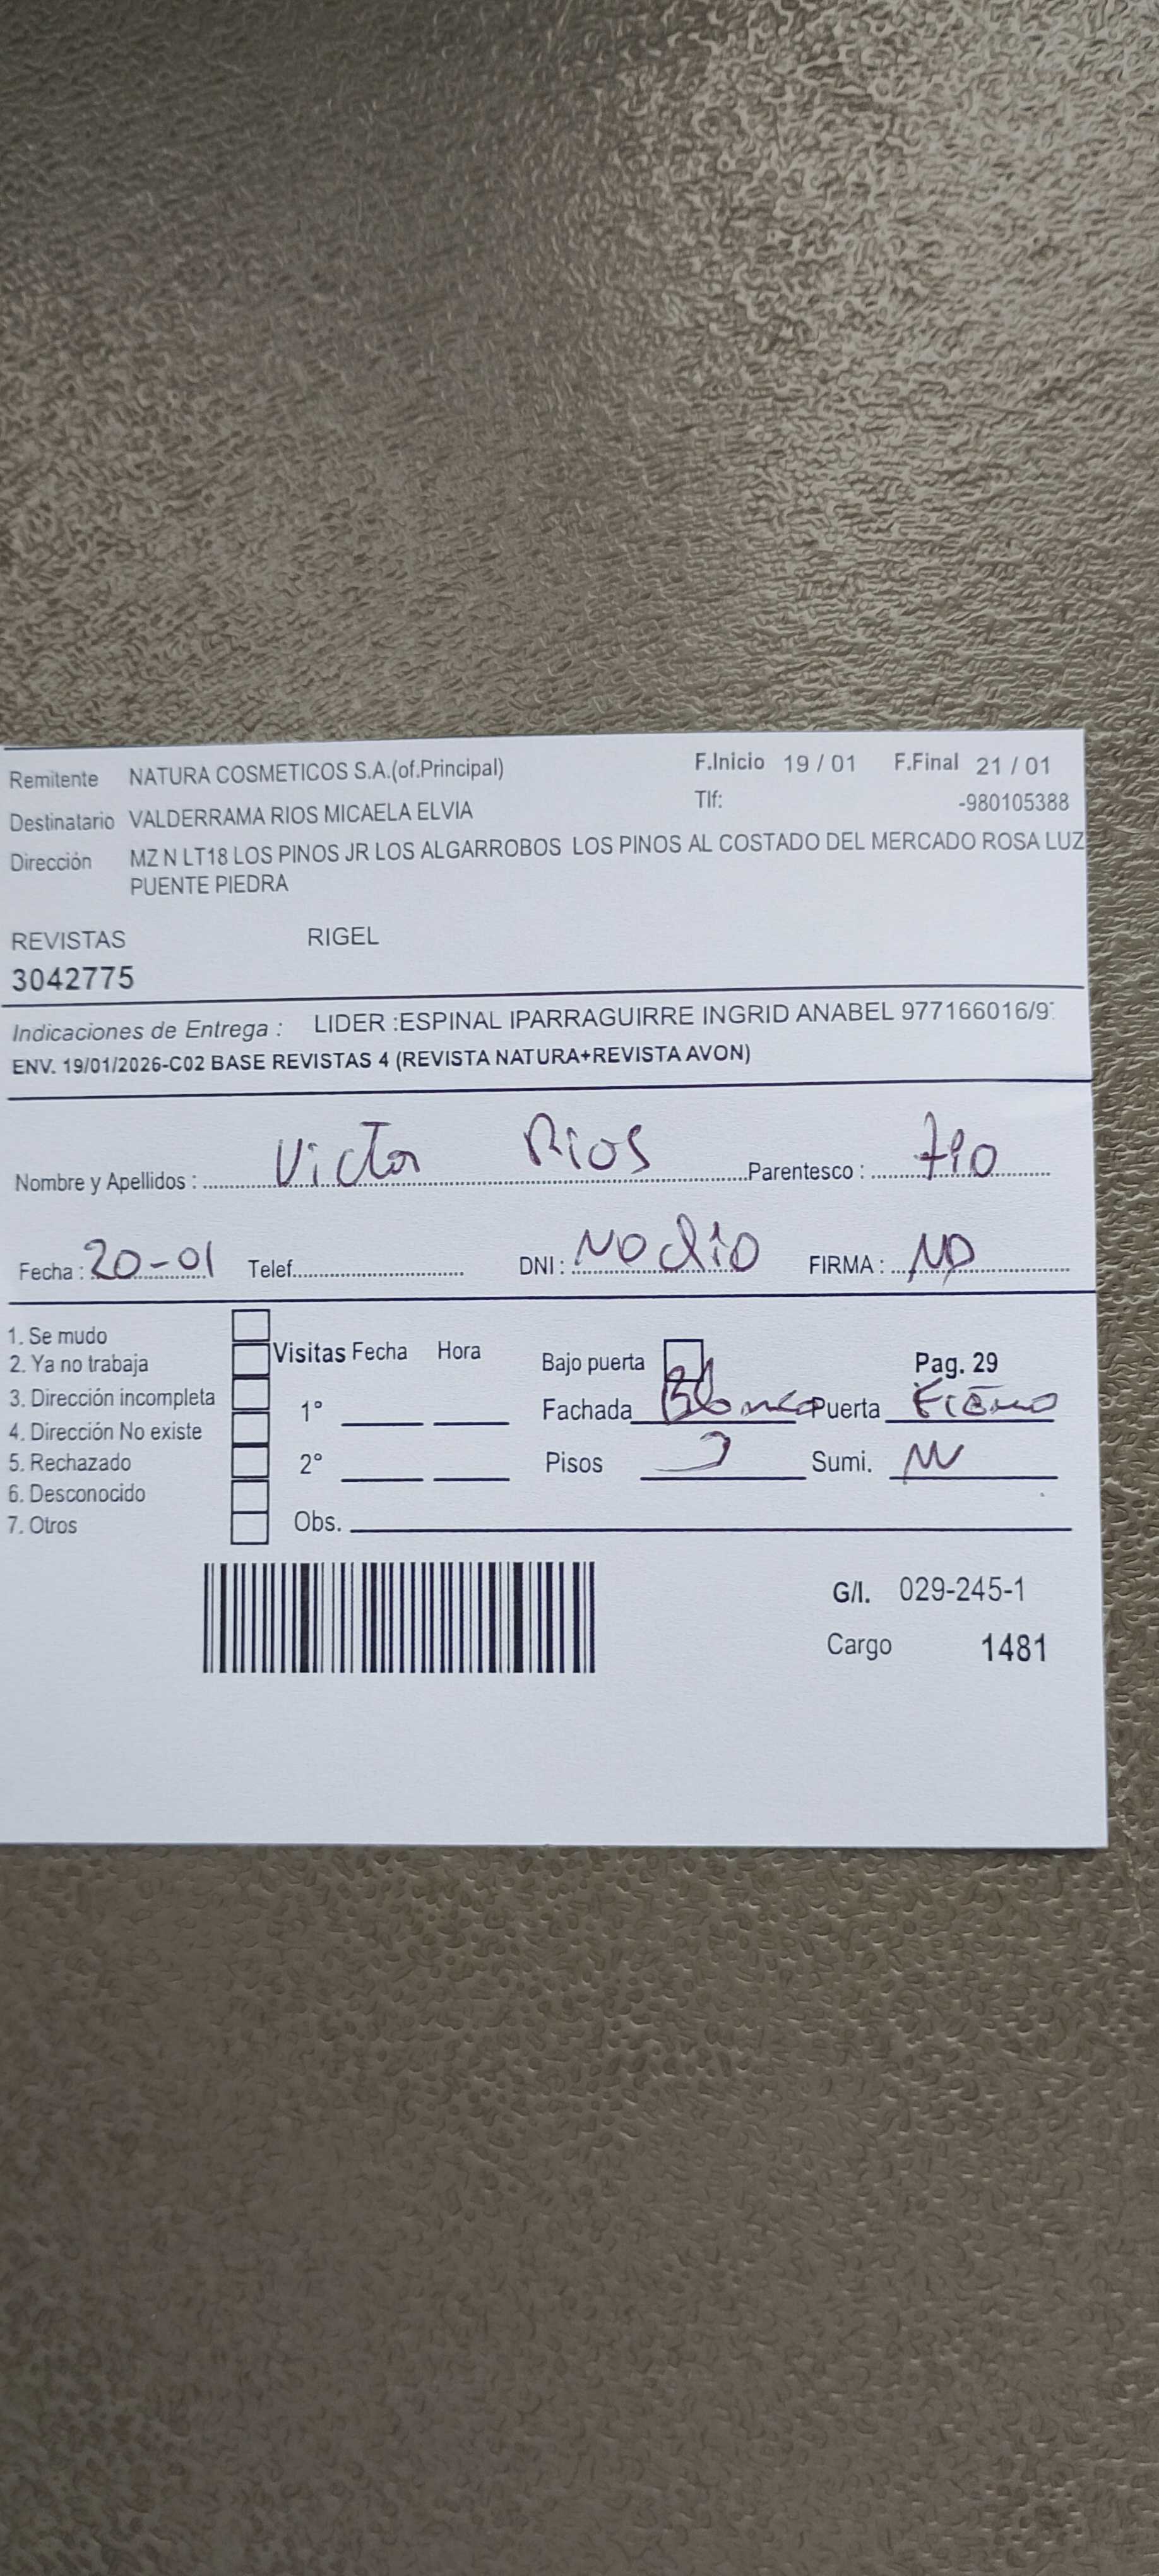 Remitente NATURA COSMETICOS S.A.(of.Principal) F.Inicio 19 / 01 F.Final 21 / 01
Destinatario VALDERRAMA RIOS MICAELA ELVIA Tlf: -980105388
Dirección MZ N LT18 LOS PINOS JR LOS ALGARROBOS LOS PINOS AL COSTADO DEL MERCADO ROSA LUZ
PUENTE PIEDRA
REVISTAS RIGEL
3042775
Indicaciones de Entrega : LIDER :ESPINAL IPARRAGUIRRE INGRID ANABEL 977166016/9
ENV. 19/01/2026-C02 BASE REVISTAS 4 (REVISTA NATURA+REVISTA AVON)
Nombre y Apellidos : Victor Rios Parentesco : tio
Fecha : 20-01 Telef. DNI : No dio FIRMA :
1. Se mudo
2. Ya no trabaja Visitas Fecha Hora Bajo puerta Pag. 29
3. Dirección incompleta 1° Fachada Blanca Puerta Fierro
4. Dirección No existe
5. Rechazado 2° Pisos Sumi.
6. Desconocido
7. Otros Obs.
G/I. 029-245-1
Cargo 1481